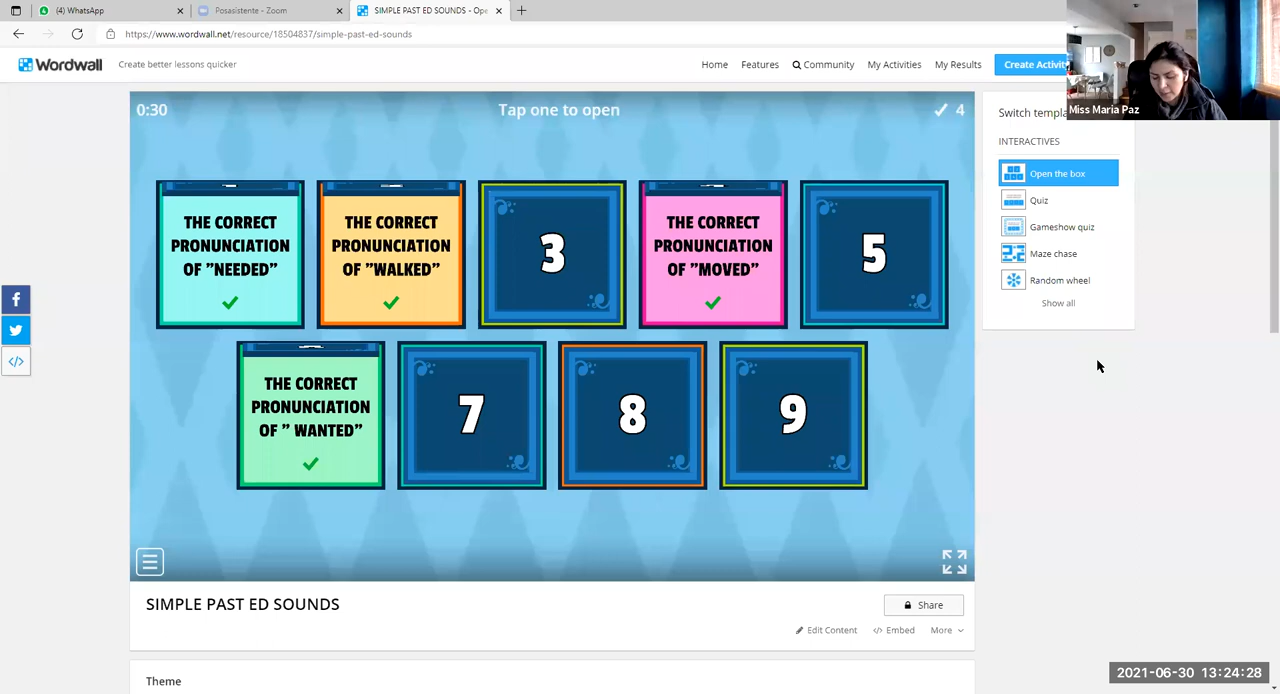 (4) WhatsApp
Posasistente - Zoom
SIMPLE PAST ED SOUNDS - Ope
https://www.wordwall.net/resource/18504837/simple-past-ed-sounds
Wordwall
Create better lessons quicker
Home
Features
Community
My Activities
My Results
Create Activit
Miss Maria Paz
0:30
Tap one to open
4
THE CORRECT
PRONUNCIATION
OF "NEEDED"
THE CORRECT
PRONUNCIATION
OF "WALKED"
3
THE CORRECT
PRONUNCIATION
OF "MOVED"
5
THE CORRECT
PRONUNCIATION
OF " WANTED"
7
8
9
Switch templa
INTERACTIVES
Open the box
Quiz
Gameshow quiz
Maze chase
Random wheel
Show all
SIMPLE PAST ED SOUNDS
Share
Edit Content
Embed
More
Theme
2021-06-30 13:24:28